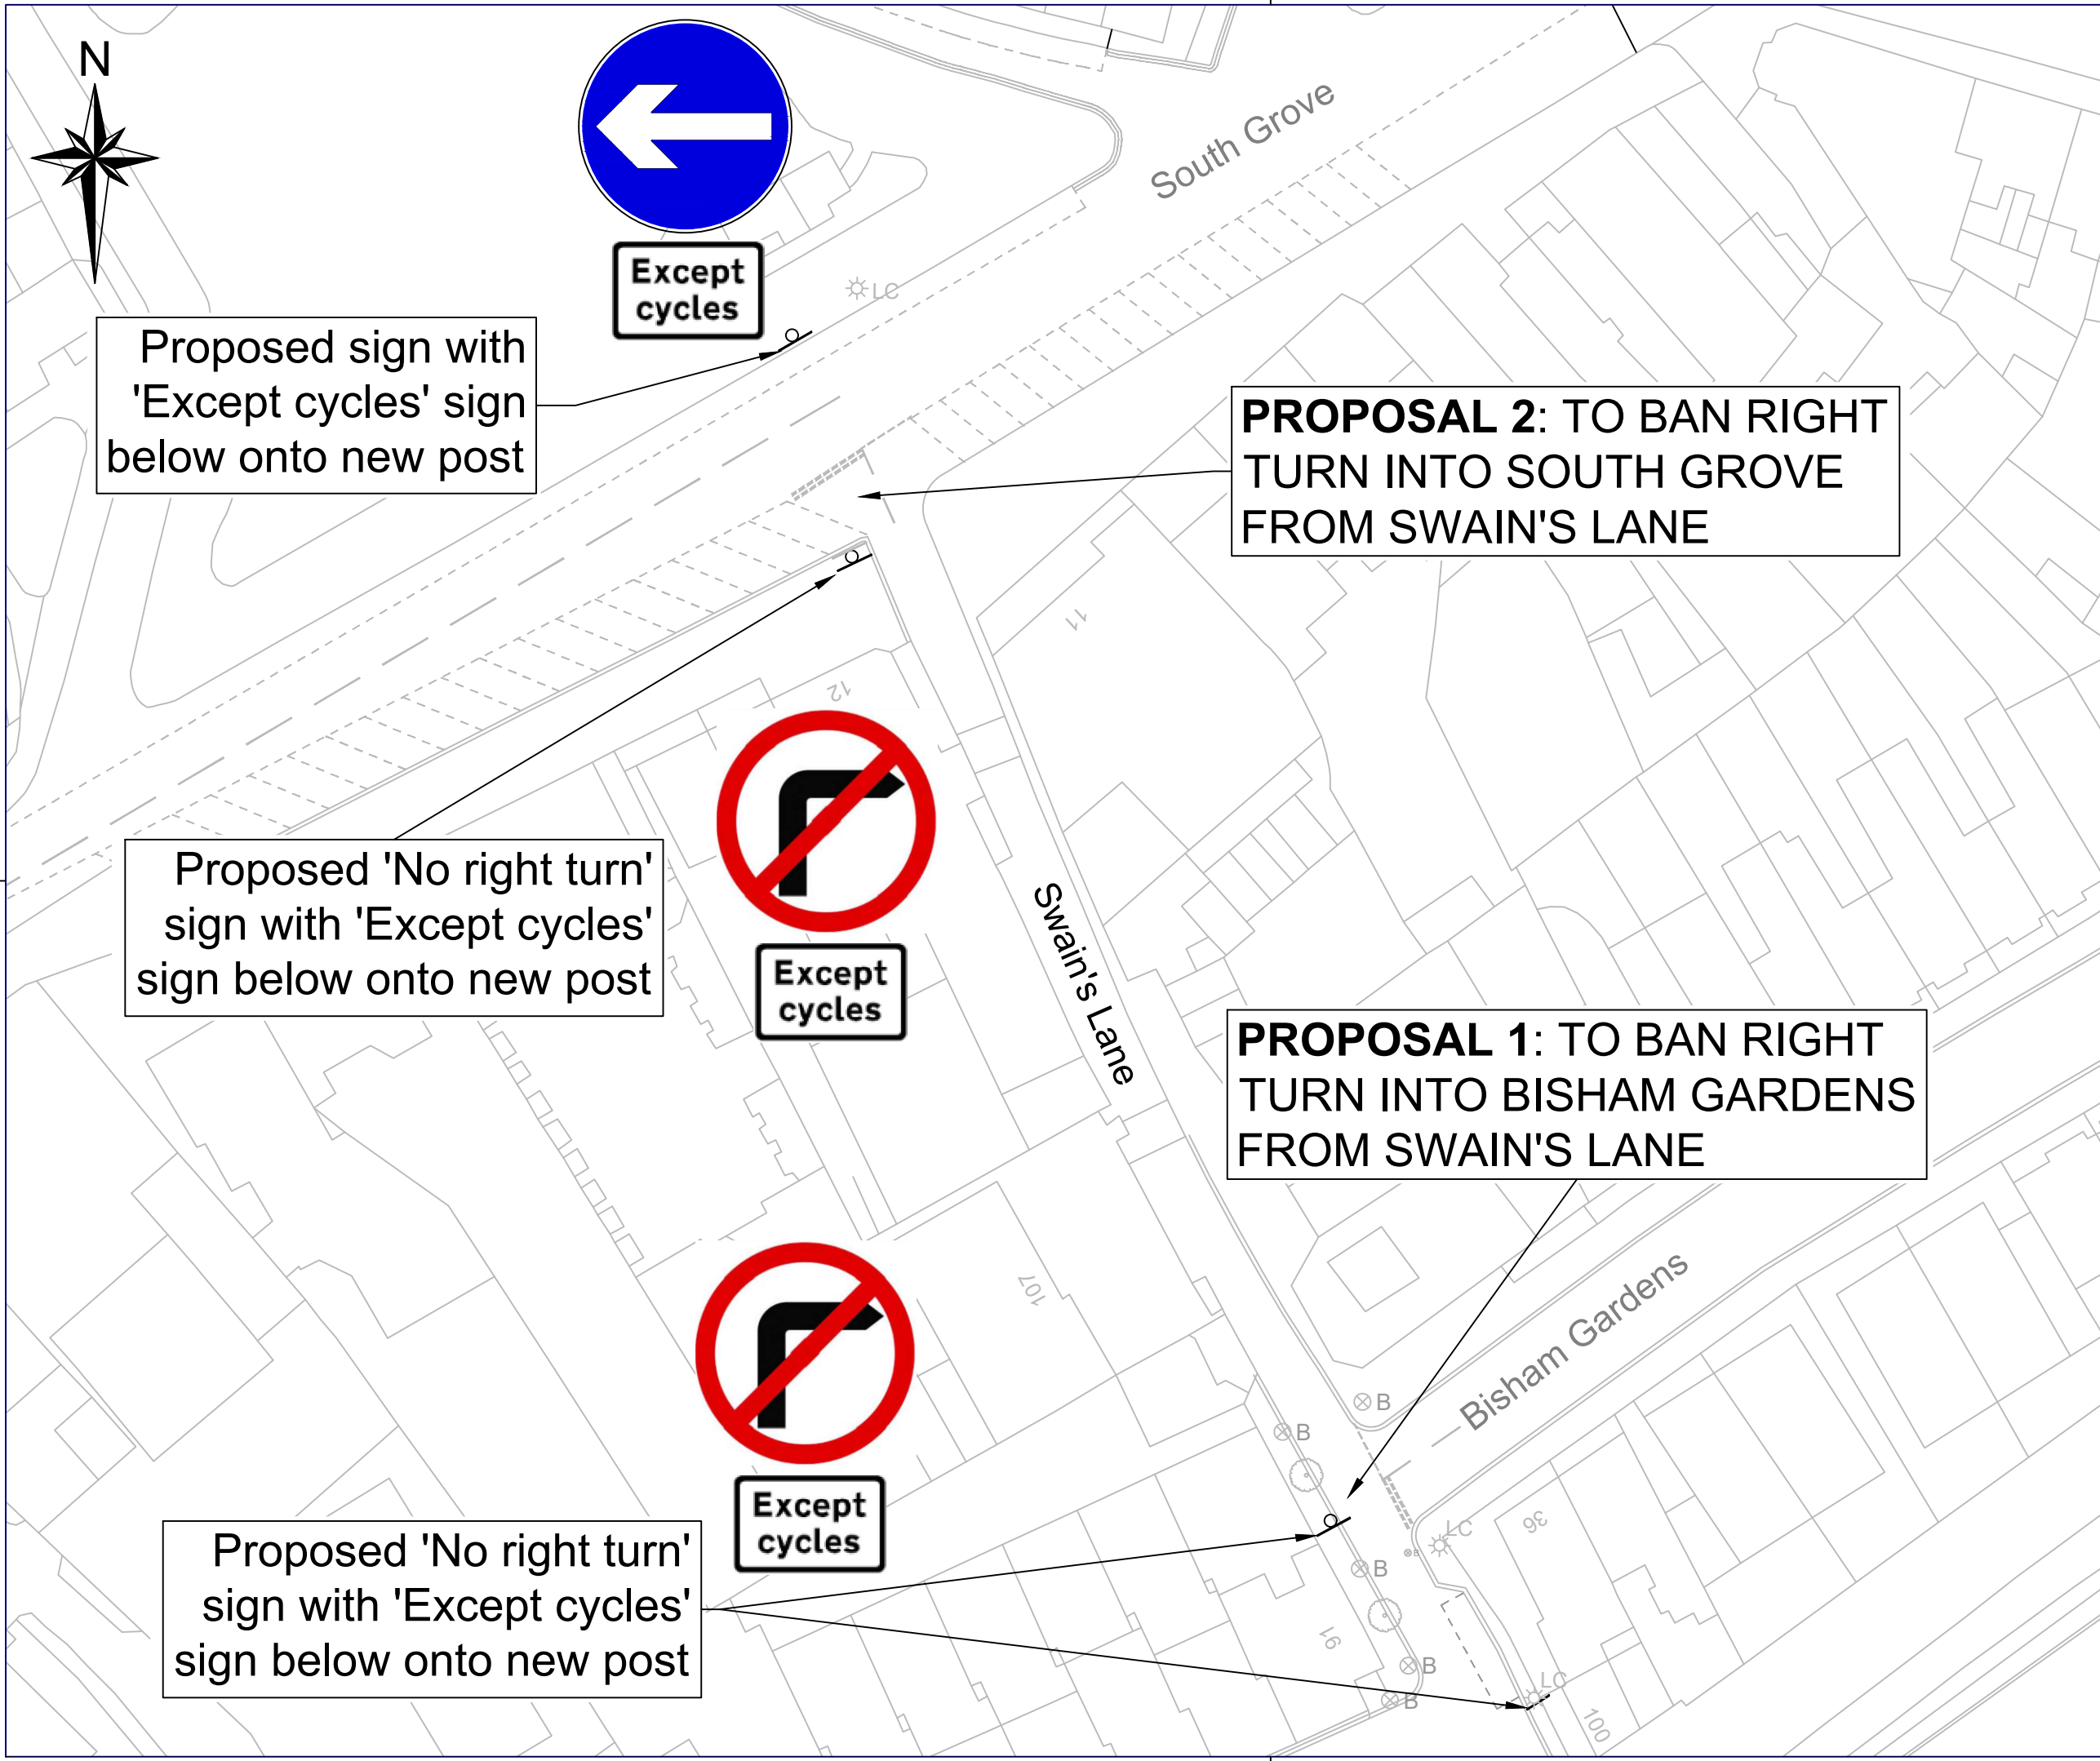 N
Except
cycles
South Grove
LC
Proposed sign with
'Except cycles' sign
below onto new post
PROPOSAL 2: TO BAN RIGHT
TURN INTO SOUTH GROVE
FROM SWAIN'S LANE
11
12
Proposed 'No right turn'
sign with 'Except cycles'
sign below onto new post
Except
cycles
Swain's Lane
PROPOSAL 1: TO BAN RIGHT
TURN INTO BISHAM GARDENS
FROM SWAIN'S LANE
107
Bisham Gardens
B
B
Except
cycles
Proposed 'No right turn'
sign with 'Except cycles'
sign below onto new post
36
LC
B
B
91
B
B
LC
100